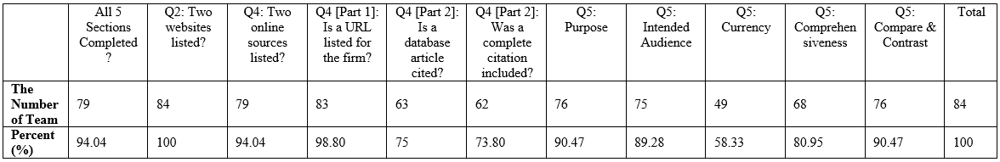 All 5 Q2: Two Q4: Two Q4 [Part 1]: Q4 [Part 2]: Q4 [Part 2]: Q5: Q5: Q5: Q5: Q5: Total
Sections websites online Is a URL Is a Was a Purpose Intended Currency Comprehen Compare &
Completed listed? sources listed for database complete Audience siveness Contrast
? listed? the firm? article citation
cited? included?
The
Number 79 84 79 83 63 62 76 75 49 68 76 84
of Team
Percent 94.04 100 94.04 98.80 75 73.80 90.47 89.28 58.33 80.95 90.47 100
(%)